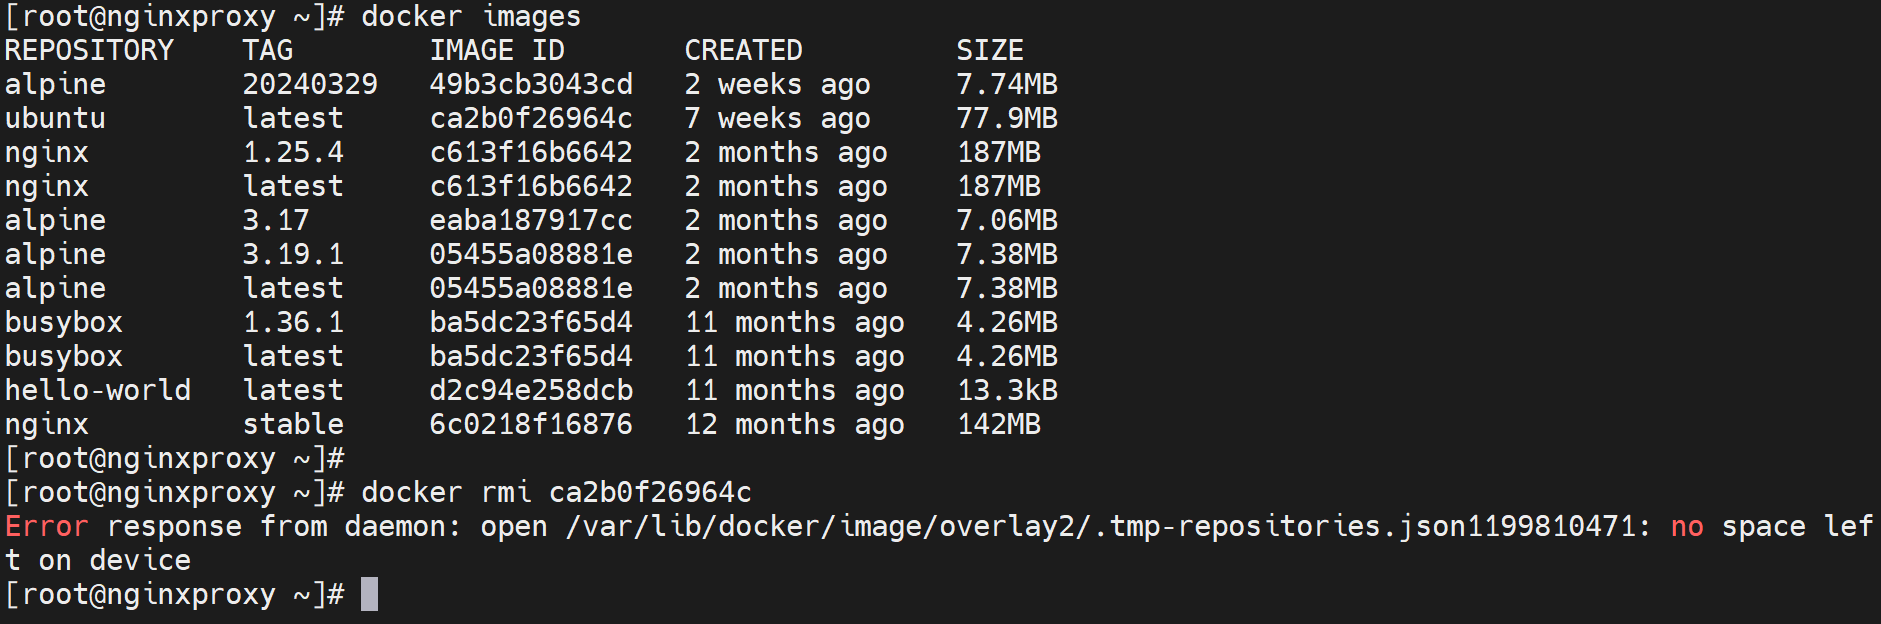 [root@nginxproxy ~]# docker images
REPOSITORY    TAG        IMAGE ID       CREATED         SIZE
alpine        20240329   49b3cb3043cd   2 weeks ago     7.74MB
ubuntu        latest     ca2b0f26964c   7 weeks ago     77.9MB
nginx         1.25.4     c613f16b6642   2 months ago    187MB
nginx         latest     c613f16b6642   2 months ago    187MB
alpine        3.17       eaba187917cc   2 months ago    7.06MB
alpine        3.19.1     05455a08881e   2 months ago    7.38MB
alpine        latest     05455a08881e   2 months ago    7.38MB
busybox       1.36.1     ba5dc23f65d4   11 months ago   4.26MB
busybox       latest     ba5dc23f65d4   11 months ago   4.26MB
hello-world   latest     d2c94e258dcb   11 months ago   13.3kB
nginx         stable     6c0218f16876   12 months ago   142MB
[root@nginxproxy ~]#
[root@nginxproxy ~]# docker rmi ca2b0f26964c
Error response from daemon: open /var/lib/docker/image/overlay2/.tmp-repositories.json1199810471: no space lef
t on device
[root@nginxproxy ~]#